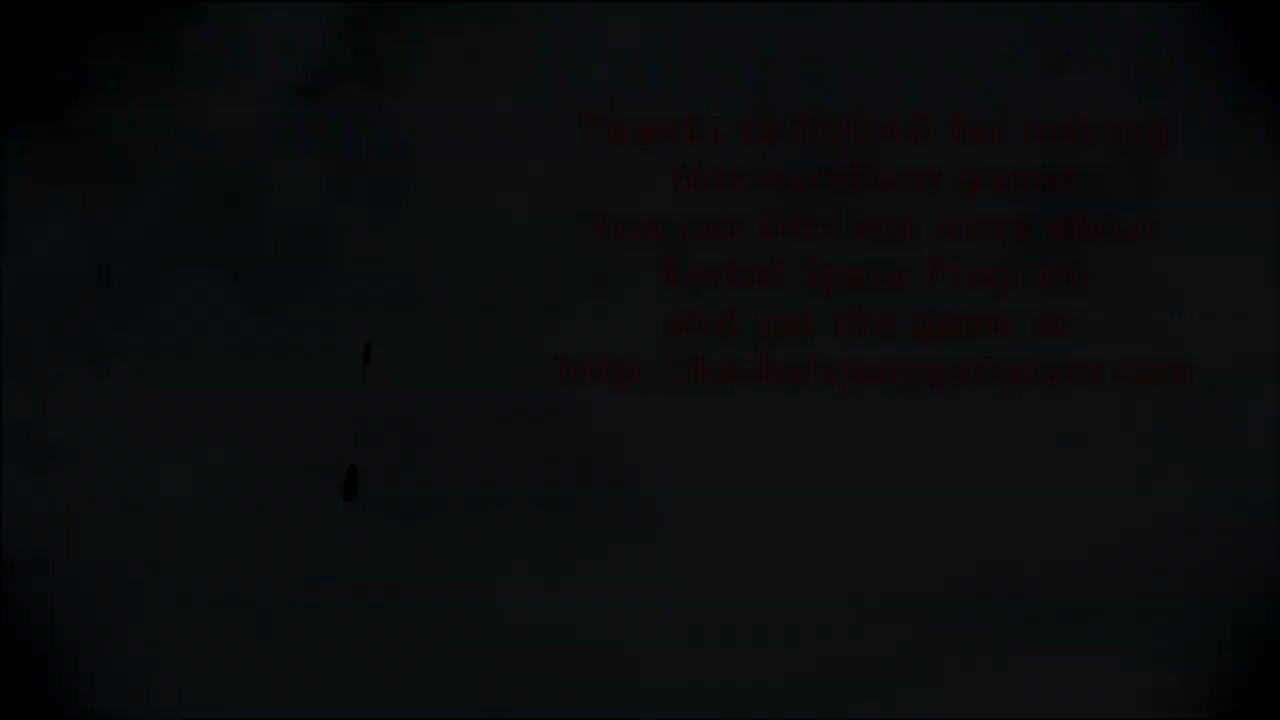 Thanks to Squad for making
this excellent game!
You can find out more about
Kerbal Space Program
and get the game at
http://kerbalspaceprogram.com